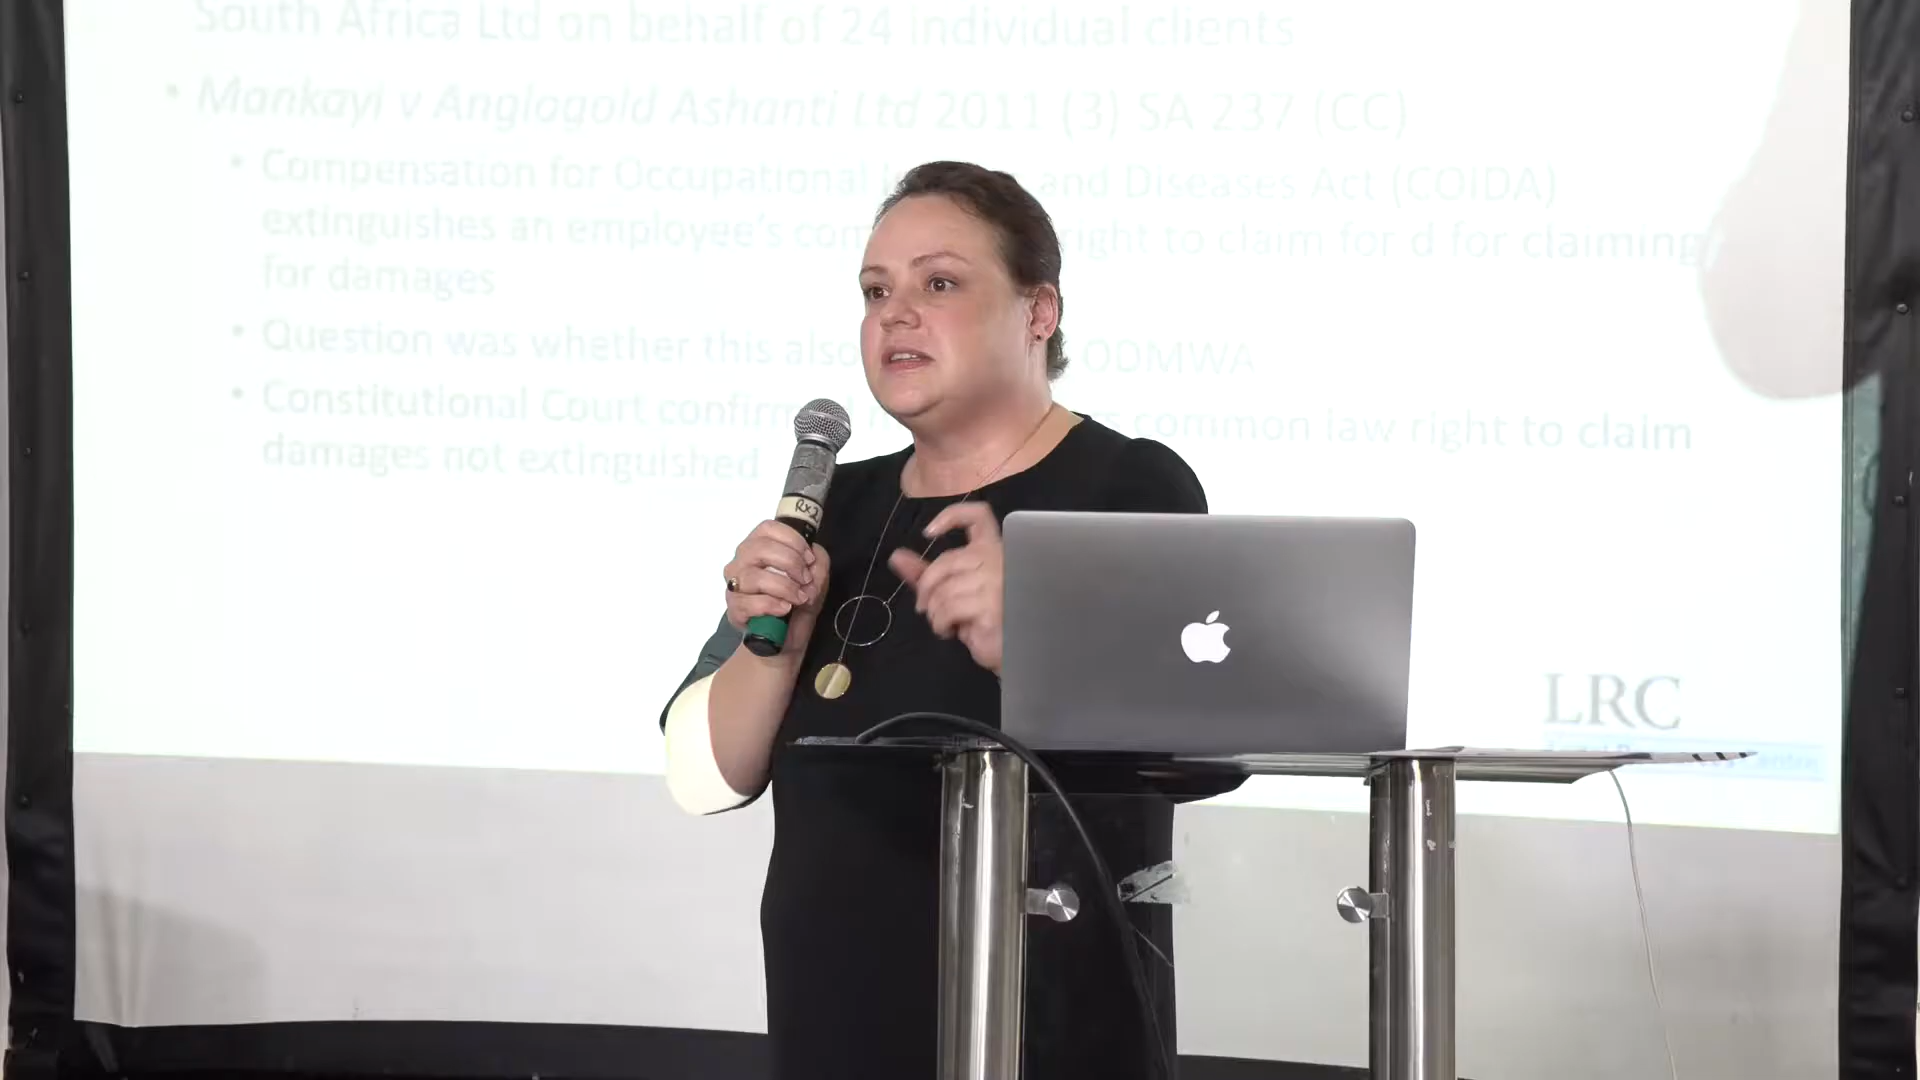 South Africa Ltd on behalf of 24 individual clients
• Mankayi v Anglogold Ashanti Ltd 2011 (3) SA 237 (CC)
• Compensation for Occupational and Diseases Act (COIDA)
extinguishes an employee's right to claim for d for claiming
for damages
• Question was whether this also ODMWA
• Constitutional Court common law right to claim
damages not extinguished
Rx2
LRC